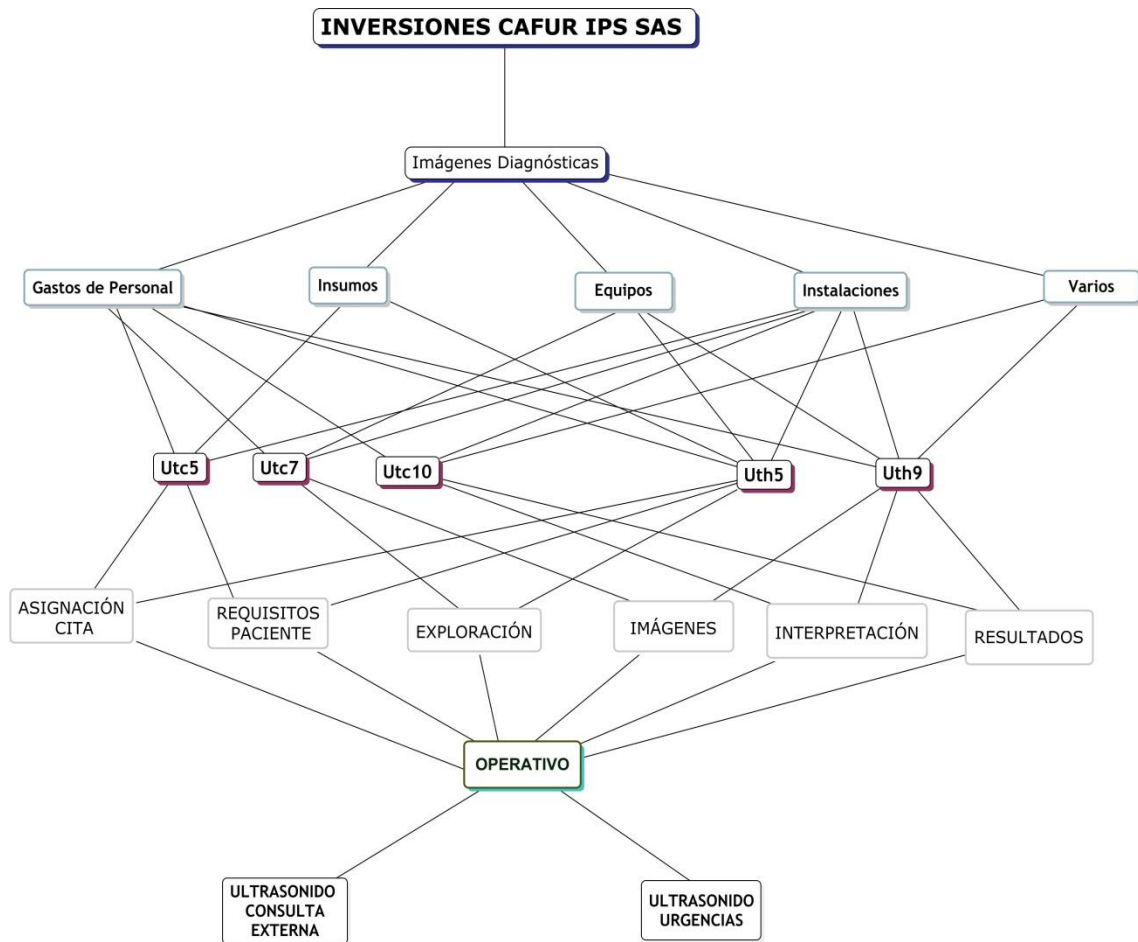 INVERSIONES CAFUR IPS SAS
Imágenes Diagnósticas
Gastos de Personal
Insumos
Equipos
Instalaciones
Varios
Utc5
Utc7
Utc10
Uth5
Uth9
ASIGNACIÓN
CITA
REQUISITOS
PACIENTE
EXPLORACIÓN
IMÁGENES
INTERPRETACIÓN
RESULTADOS
OPERATIVO
ULTRASONIDO
CONSULTA
EXTERNA
ULTRASONIDO
URGENCIAS